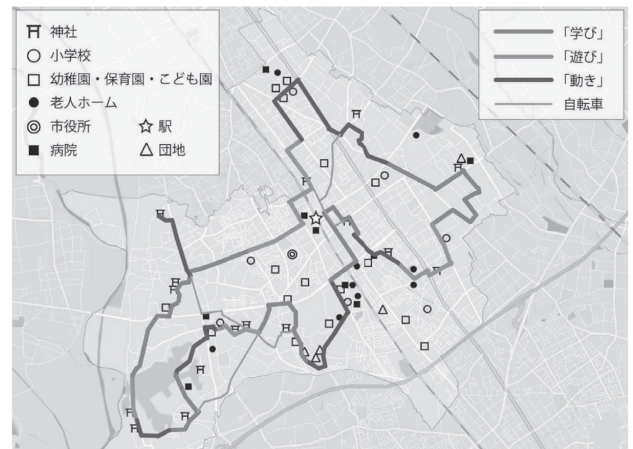 神社
小学校
幼稚園・保育園・こども園
老人ホーム
市役所
駅
病院
団地
「学び」
「遊び」
「動き」
自転車